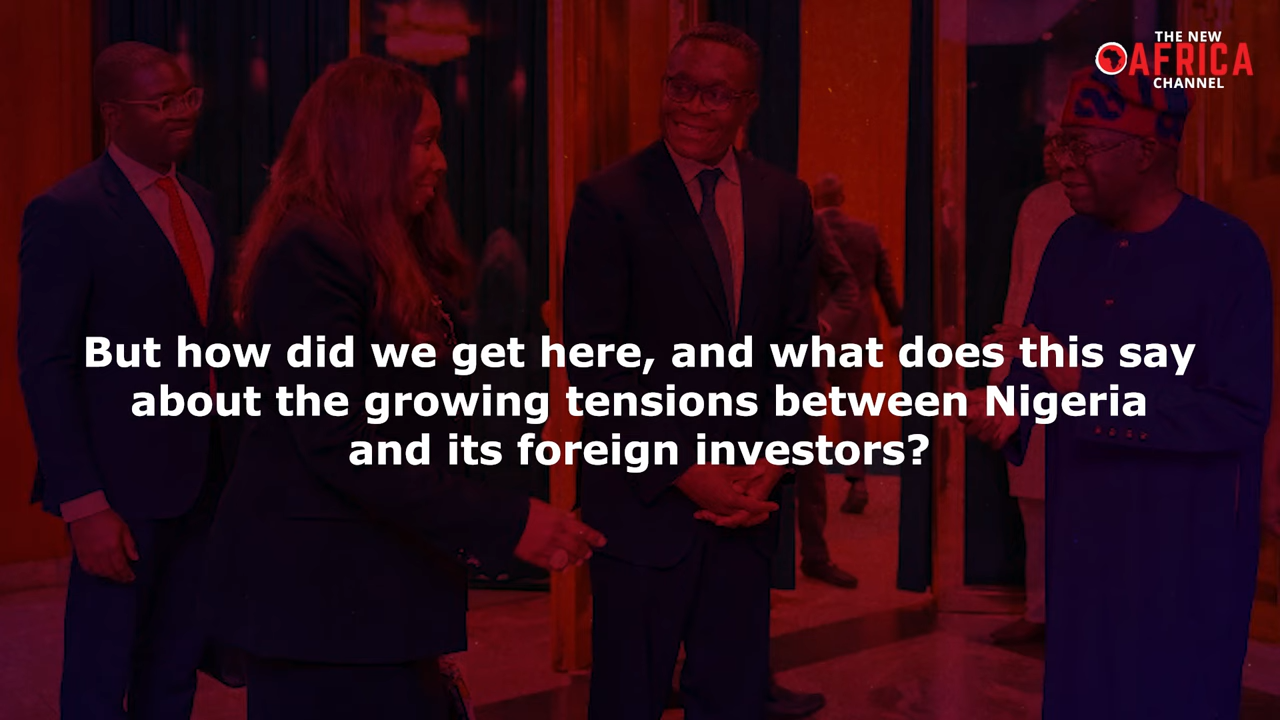 THE NEW
AFRICA
CHANNEL
But how did we get here, and what does this say
about the growing tensions between Nigeria
and its foreign investors?